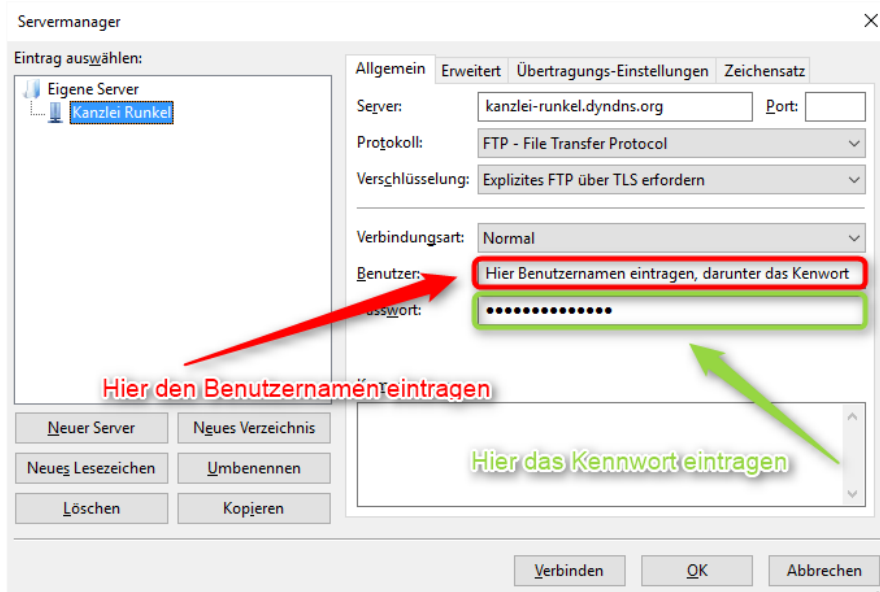 Servermanager
Eintrag auswählen:
Eigene Server
Kanzlei Runkel
Neuer Server
Neues Verzeichnis
Neues Lesezeichen
Umbenennen
Löschen
Kopieren
Allgemein
Erweitert
Übertragungs-Einstellungen
Zeichensatz
Server:
kanzlei-runkel.dyndns.org
Port:
Protokoll:
FTP - File Transfer Protocol
Verschlüsselung:
Explizites FTP über TLS erfordern
Verbindungsart:
Normal
Benutzer:
Hier Benutzernamen eintragen, darunter das Kenwort
●●●●●●●●●●●●●●
Hier den Benutzernamen eintragen
Hier das Kennwort eintragen
Verbinden
OK
Abbrechen